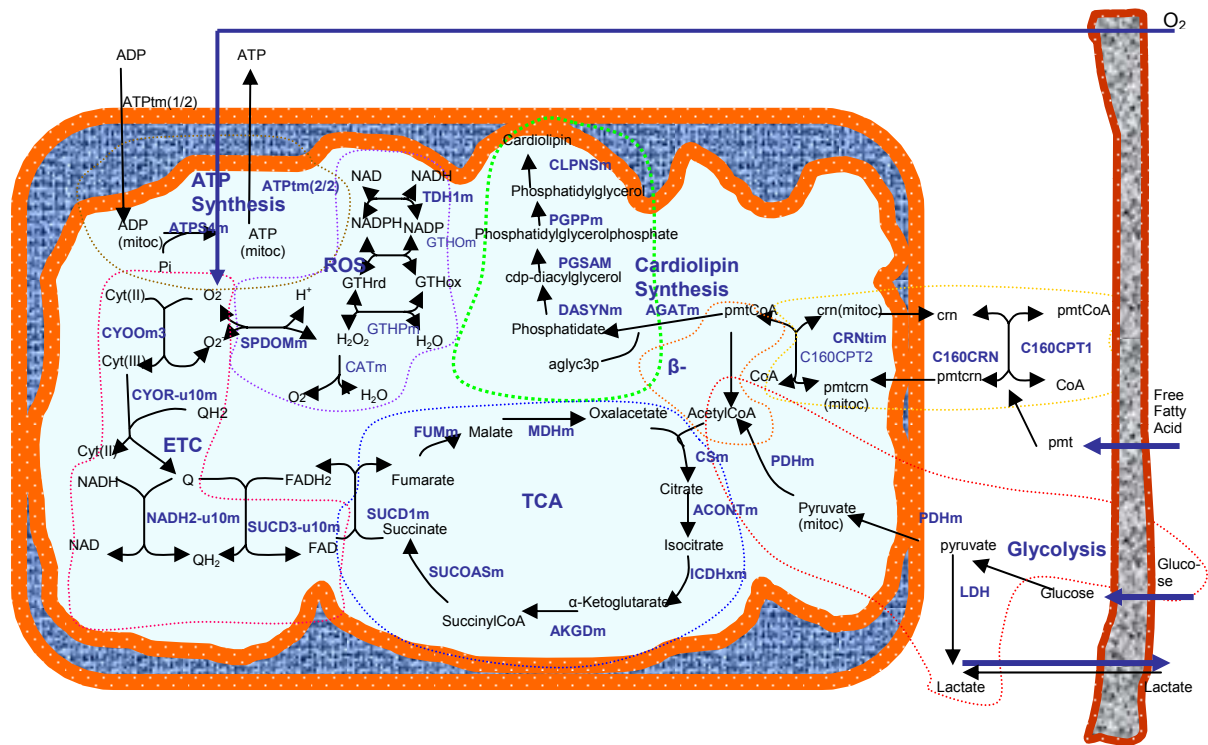 O₂
ADP
ATP
ATPtm(1/2)
Cardiolipin
CLPNSm
ATP
Synthesis
ATPtm(2/2)
NAD
NADH
TDH1m
Phosphatidylglycerol
PGPPm
ADP
(mitoc)
ATPS4m
ATP
(mitoc)
NADPH
NADP
GTHOm
Phosphatidylglycerolphosphate
Pi
ROS
PGSAM
Cardiolipin
Synthesis
cdp-diacylglycerol
GTHrd
GTHox
Cyt(II)
O₂
H⁺
DASYNm
AGATm
pmtCoA
crn(mitoc)
crn
pmtCoA
CYOOm3
SPDOMm
GTHPm
Phosphatidate
CRNtim
O₂
H₂O₂
H₂O
C160CPT2
C160CRN
C160CPT1
Cyt(III)
CATm
aglyc3p
β-
CoA
pmtcrn
(mitoc)
pmtcrn
CoA
CYOR-u10m
O₂
H₂O
QH2
Free
Fatty
Acid
Oxalacetate
AcetylCoA
FUMm
Malate
MDHm
Cyt(II)
ETC
CSm
PDHm
pmt
NADH
Q
FADH2
Fumarate
Citrate
TCA
NADH2-u10m
SUCD3-u10m
SUCD1m
Succinate
ACONTm
Pyruvate
(mitoc)
PDHm
NAD
QH₂
FAD
Isocitrate
pyruvate
Glycolysis
SUCOASm
ICDHxm
Gluco-
se
LDH
Glucose
α-Ketoglutarate
SuccinylCoA
AKGDm
Lactate
Lactate